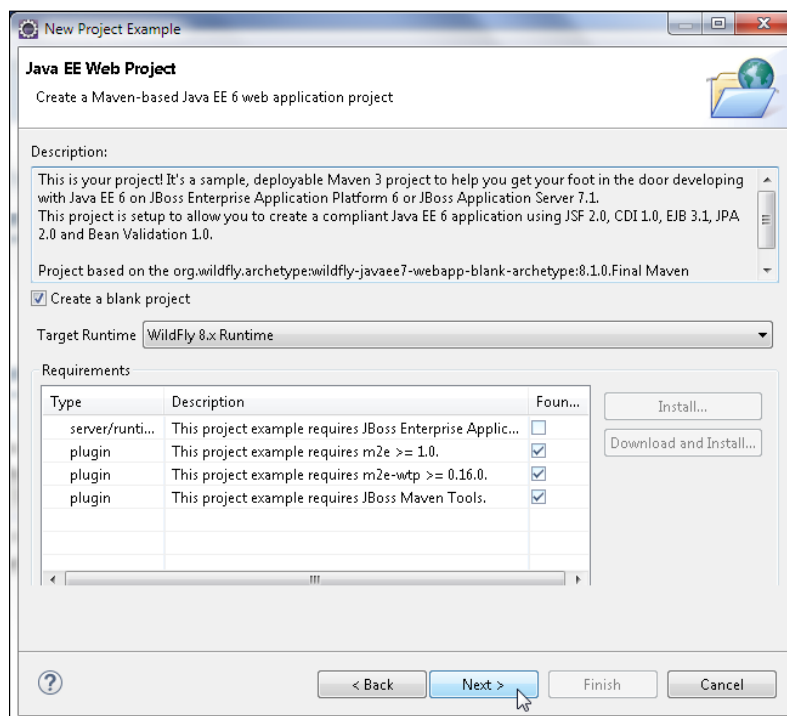 New Project Example
Java EE Web Project
Create a Maven-based Java EE 6 web application project
Description:
This is your project! It's a sample, deployable Maven 3 project to help you get your foot in the door developing
with Java EE 6 on JBoss Enterprise Application Platform 6 or JBoss Application Server 7.1.
This project is setup to allow you to create a compliant Java EE 6 application using JSF 2.0, CDI 1.0, EJB 3.1, JPA
2.0 and Bean Validation 1.0.
Project based on the org.wildfly.archetype:wildfly-javaee7-webapp-blank-archetype:8.1.0.Final Maven
Create a blank project
Target Runtime WildFly 8.x Runtime
Requirements
Type Description Foun...
server/runti... This project example requires JBoss Enterprise Applic...
plugin This project example requires m2e >= 1.0.
plugin This project example requires m2e-wtp >= 0.16.0.
plugin This project example requires JBoss Maven Tools.
Install...
Download and Install...
< Back Next > Finish Cancel